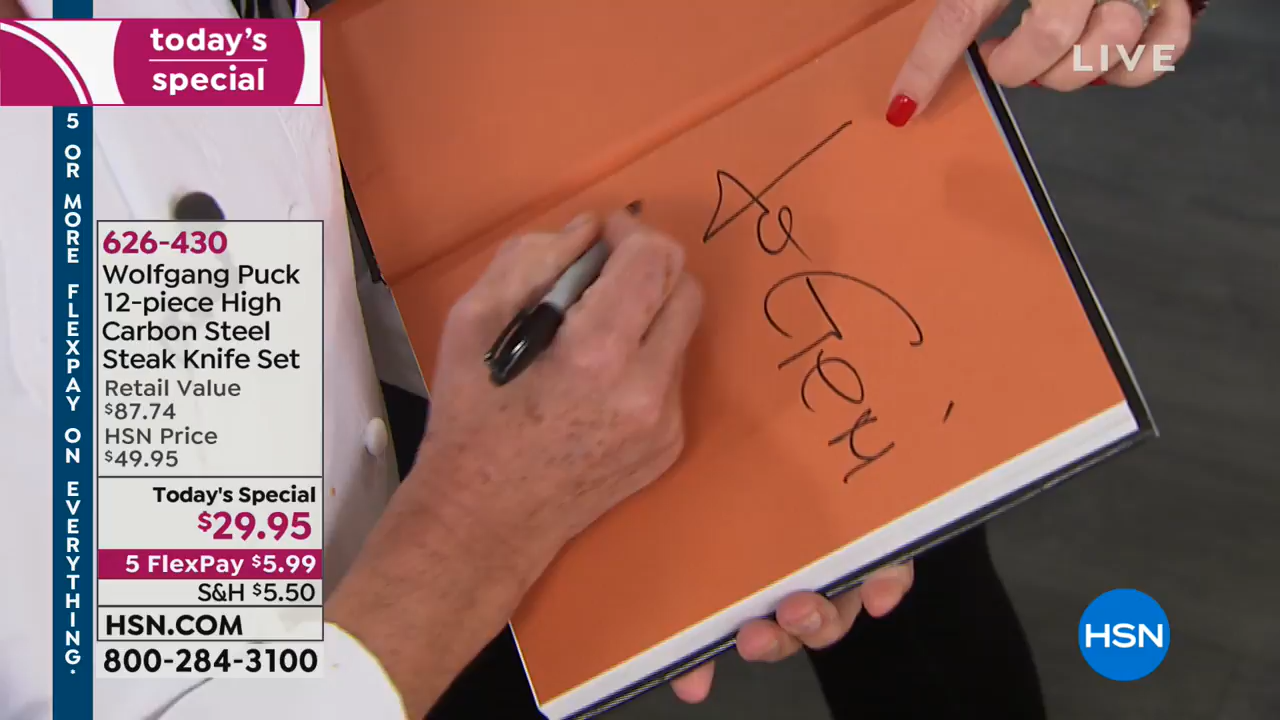 today's
special
LIVE
5 OR MORE FLEXPAY ON EVERYTHING.
626-430
Wolfgang Puck
12-piece High
Carbon Steel
Steak Knife Set
Retail Value
$87.74
HSN Price
$49.95
Today's Special
$29.95
5 FlexPay $5.99
S&H $5.50
HSN.COM
800-284-3100
to
HSN